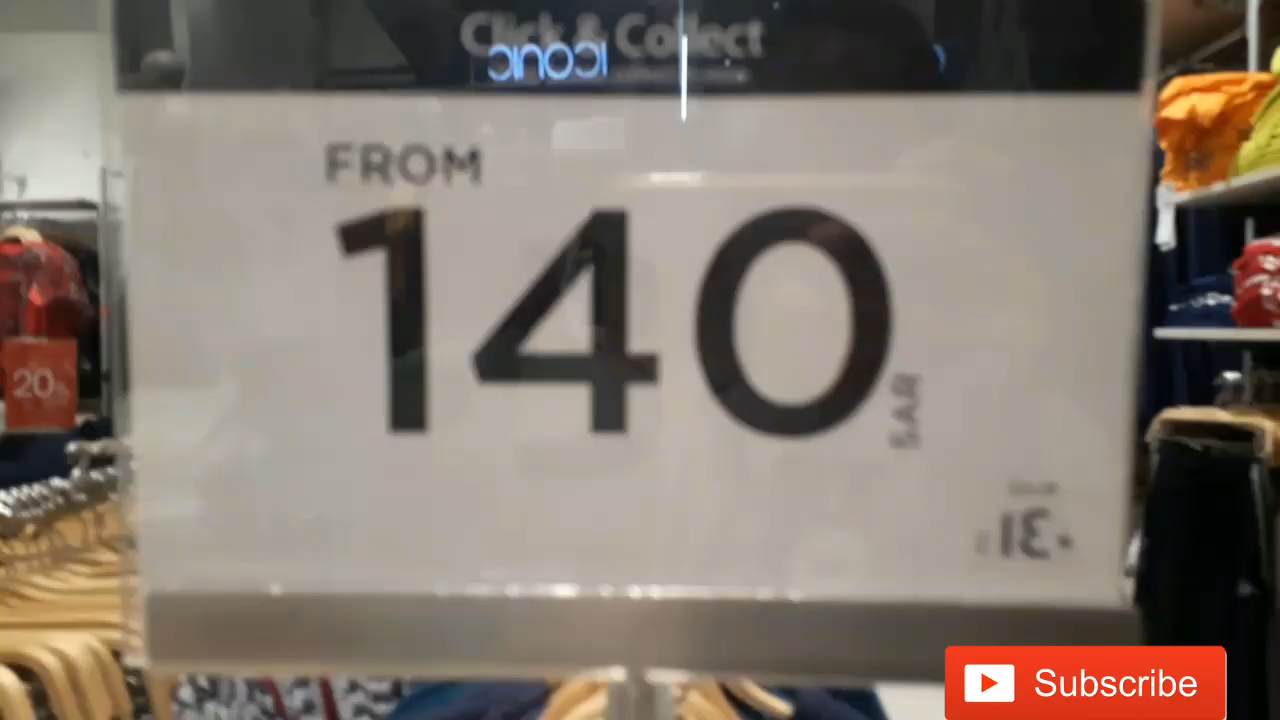 Click & Collect
ICONIC
FROM
140
SAR
20%
١٤٠
Subscribe